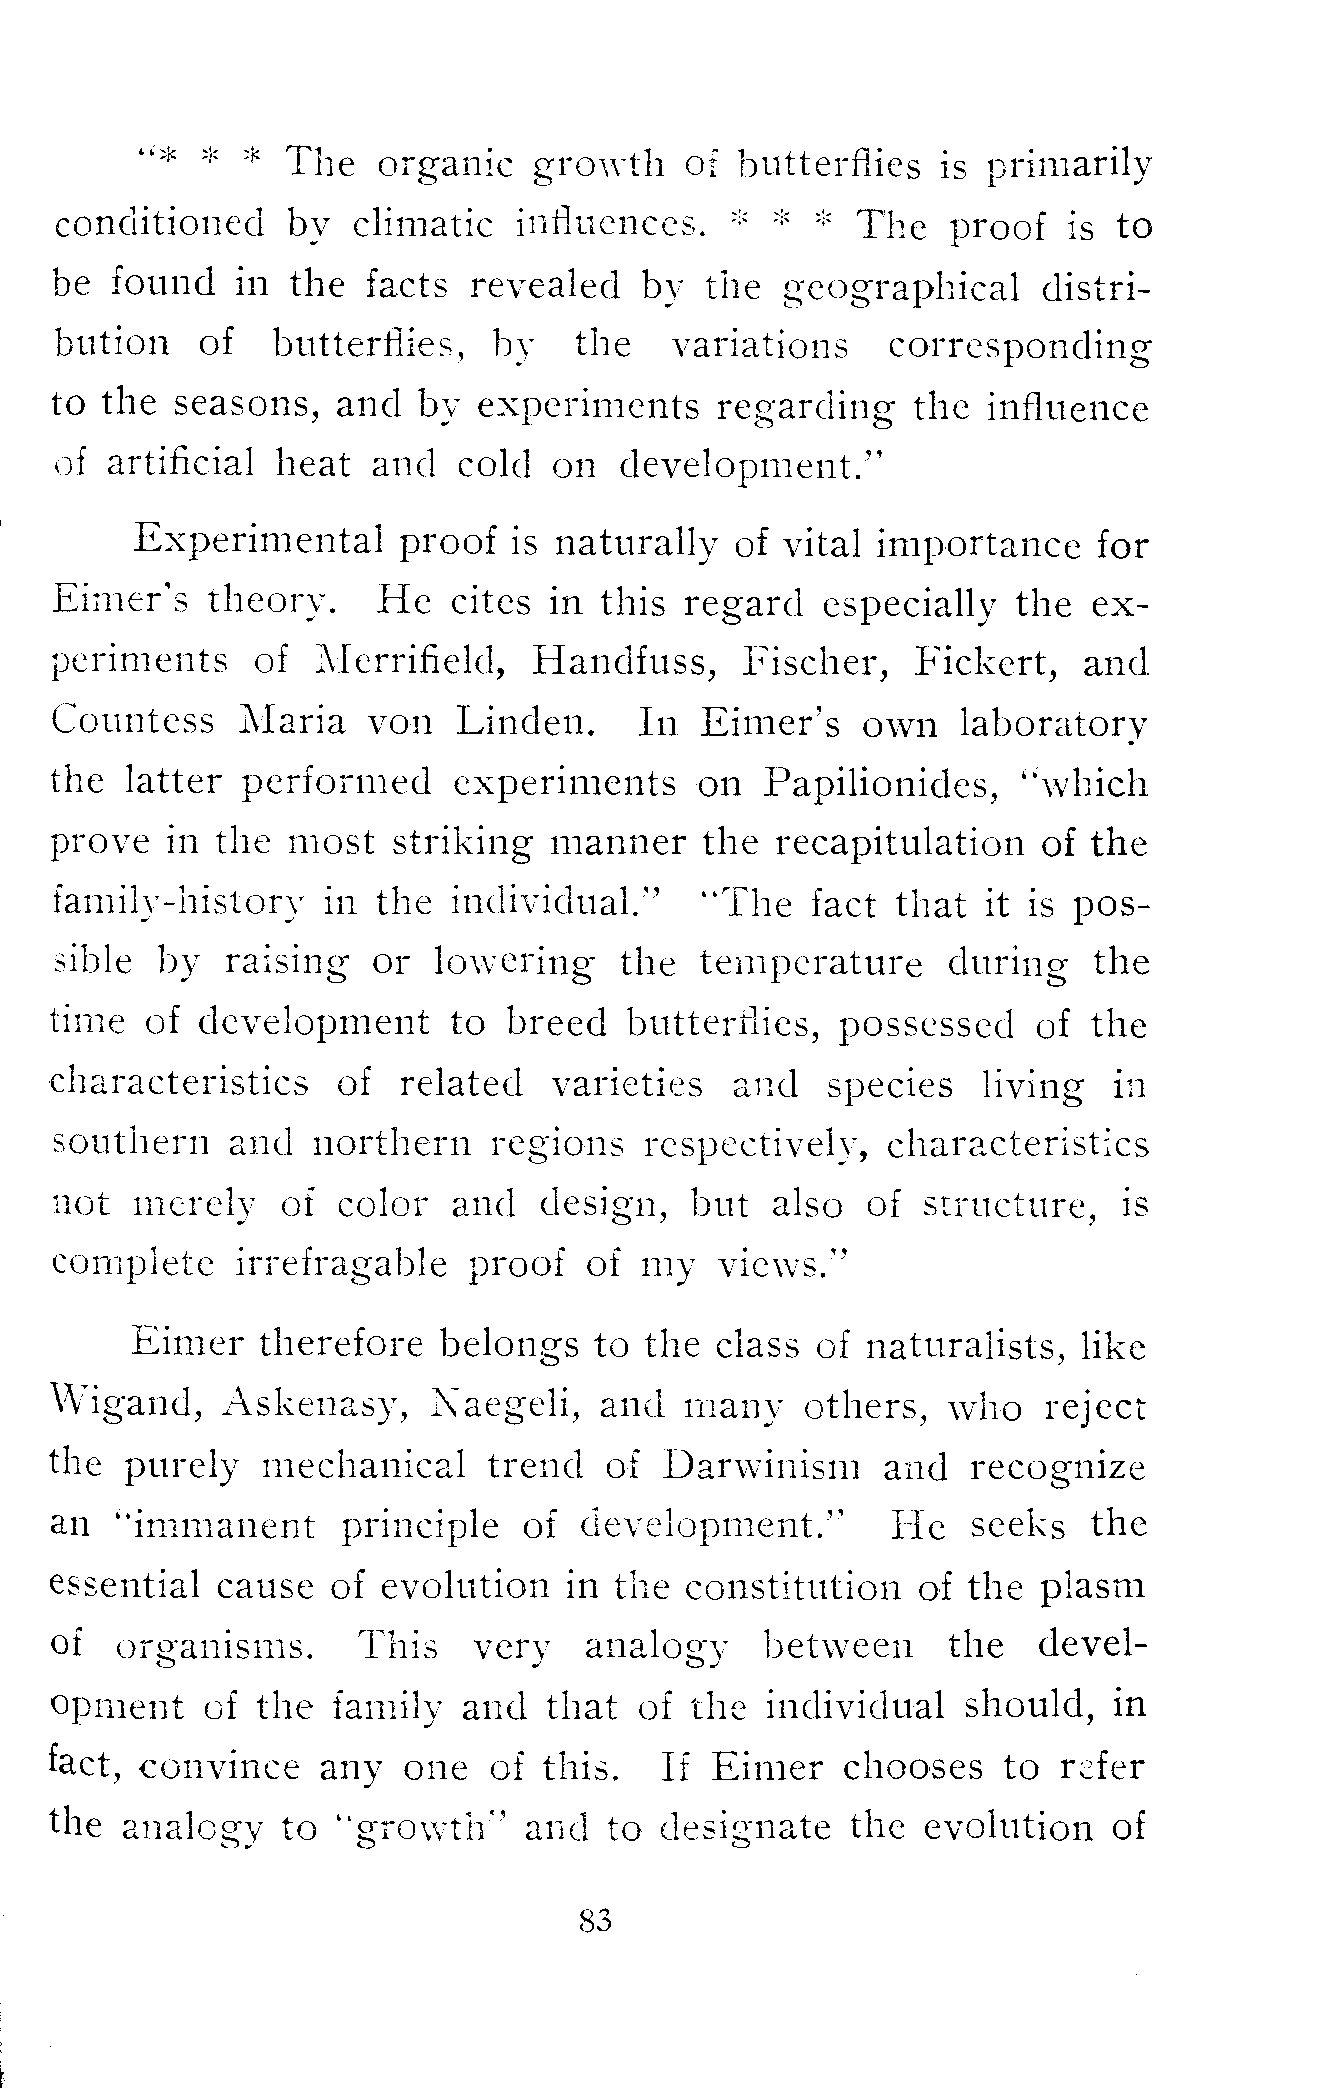 "* * * The organic growth of butterflies is primarily
conditioned by climatic influences. * * * The proof is to
be found in the facts revealed by the geographical distri-
bution of butterflies, by the variations corresponding
to the seasons, and by experiments regarding the influence
of artificial heat and cold on development."
Experimental proof is naturally of vital importance for
Eimer's theory. He cites in this regard especially the ex-
periments of Merrifield, Handfuss, Fischer, Fickert, and
Countess Maria von Linden. In Eimer's own laboratory
the latter performed experiments on Papilionides, "which
prove in the most striking manner the recapitulation of the
family-history in the individual." "The fact that it is pos-
sible by raising or lowering the temperature during the
time of development to breed butterflies, possessed of the
characteristics of related varieties and species living in
southern and northern regions respectively, characteristics
not merely of color and design, but also of structure, is
complete irrefragable proof of my views."
Eimer therefore belongs to the class of naturalists, like
Wigand, Askenasy, Naegeli, and many others, who reject
the purely mechanical trend of Darwinism and recognize
an "immanent principle of development." He seeks the
essential cause of evolution in the constitution of the plasm
of organisms. This very analogy between the devel-
opment of the family and that of the individual should, in
fact, convince any one of this. If Eimer chooses to refer
the analogy to "growth" and to designate the evolution of
83